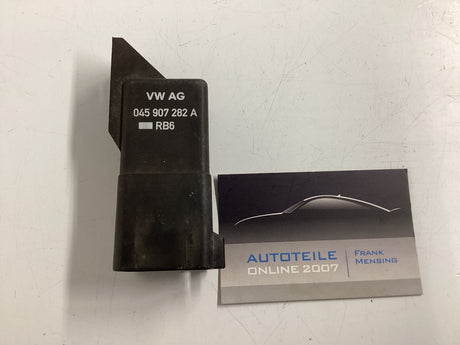 VW AG
045 907 282 A
RB6
AUTOTEILE
ONLINE 2007
FRANK
MENSING